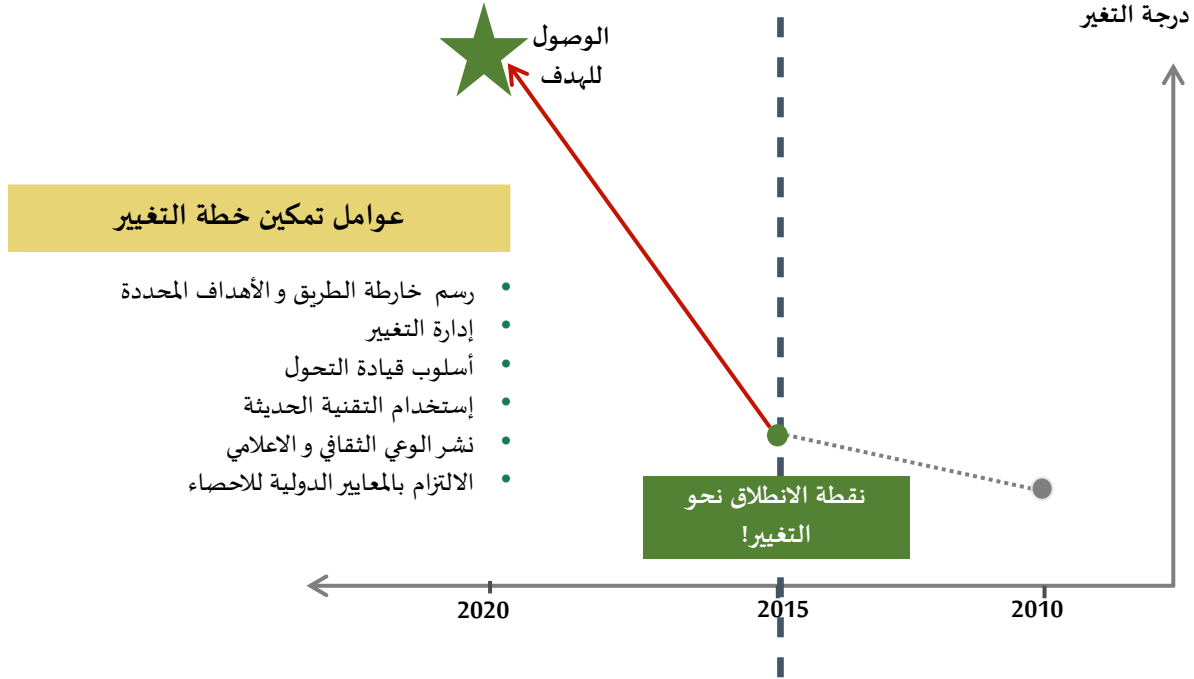 درجة التغير
الوصول
للهدف
عوامل تمكين خطة التغيير
• رسم خارطة الطريق و الأهداف المحددة
• إدارة التغيير
• أسلوب قيادة التحول
• إستخدام التقنية الحديثة
• نشر الوعي الثقافي و الاعلامي
• الالتزام بالمعايير الدولية للاحصاء
نقطة الانطلاق نحو
التغيير!
2010
2015
2020